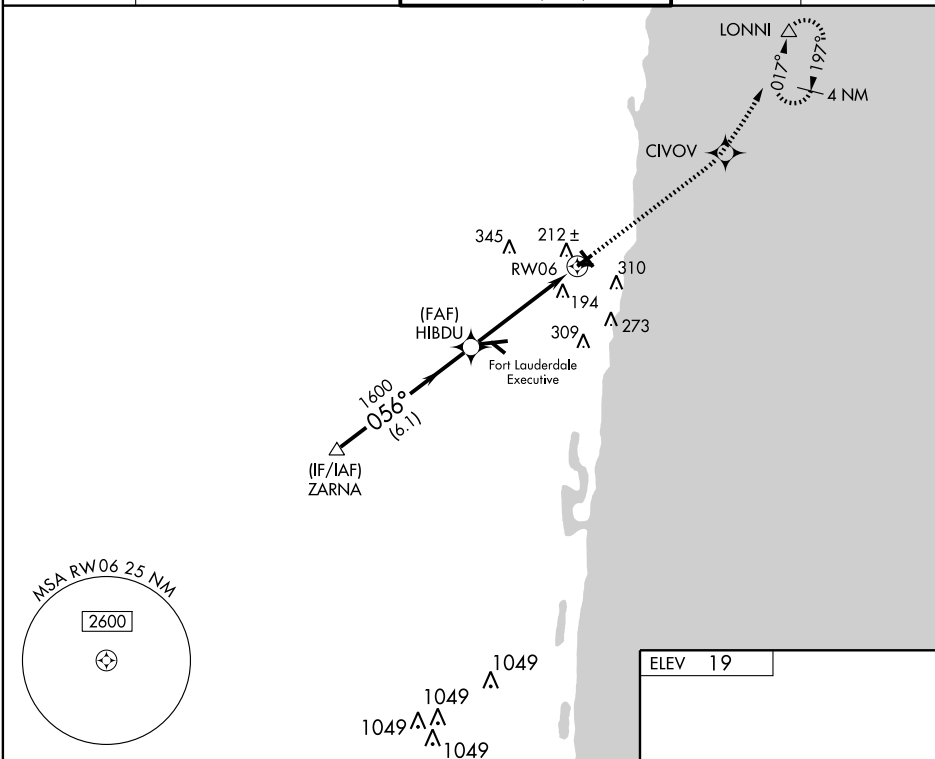 LONNI
017°
197°
4 NM
CIVOV
345
212 ±
RW06
310
194
(FAF)
HIBDU
309
273
Fort Lauderdale
Executive
1600
056°
(6.1)
(IF/IAF)
ZARNA
MSA RW06 25 NM
2600
1049
1049
1049
1049
ELEV 19